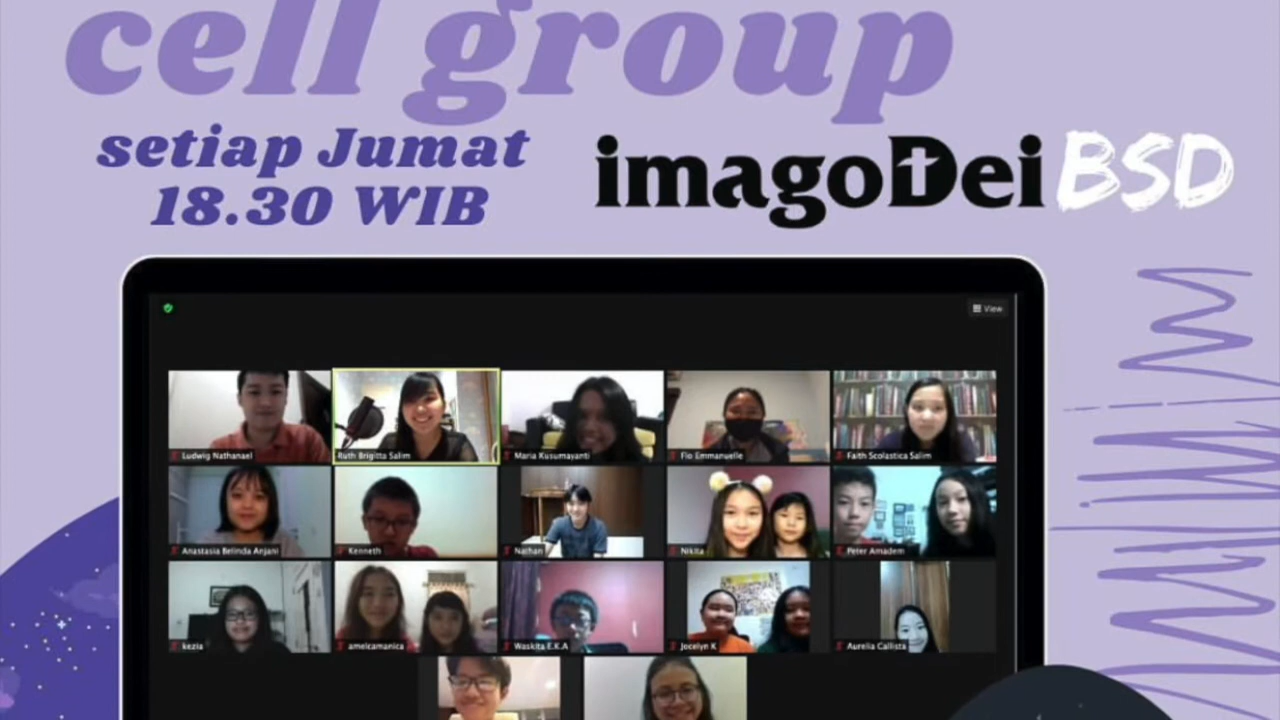 cell group
setiap Jumat
18.30 WIB
imagoDei BSD
View
Ludwig Nathanael
Ruth Brigitta Salim
Maria Kusumayanti
Flo Emmanuelle
Faith Scolastica Salim
Anastasia Belinda Anjani
Kenneth
Nathan
Nikita
Peter Amadem
kezia
ameicamanica
Waskita E.K.A
Jocelyn K
Aurelia Callista